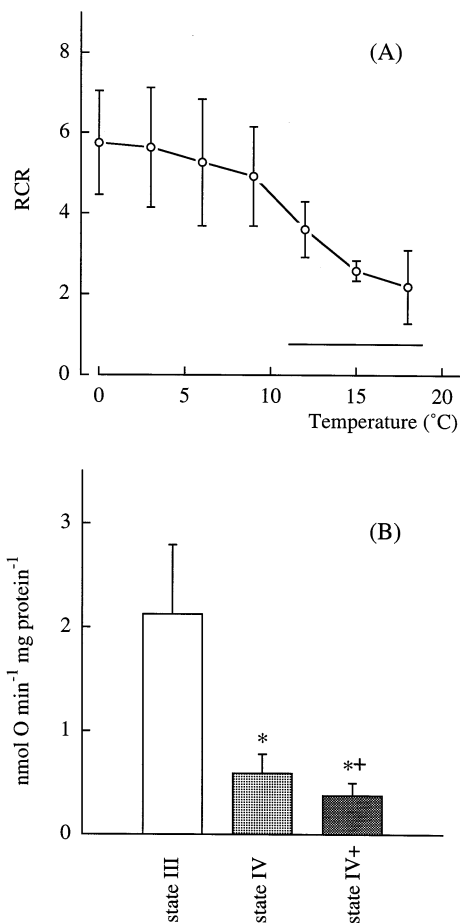 (A)
8
6
4
2
0
RCR
0 5 10 15 20
Temperature (˚C)
(B)
3
2
1
0
nmol O min⁻¹ mg protein⁻¹
*
*+
state III
state IV
state IV+